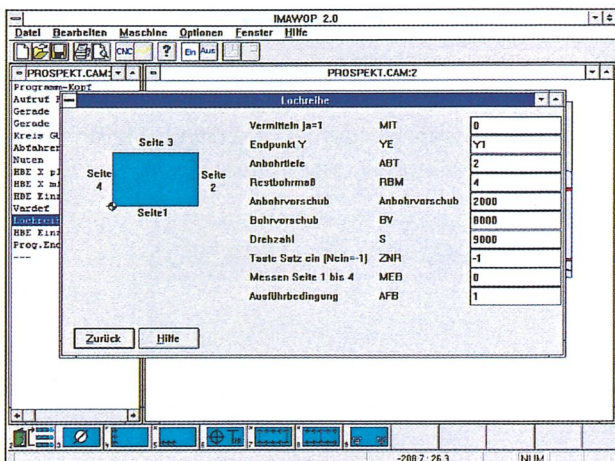 IMAWOP 2.0
Datei Bearbeiten Maschine Optionen Fenster Hilfe
CNC ? Ein Aus
PROSPEKT.CAM: PROSPEKT.CAM:2
Programm-Kopf
Aufruf
Gerade
Gerade
Kreis
Abfahren
Nuten
HBE X
HBE X
HBE
Vardef
Lochreihe
HBE
Prog.End
---
Lochreihe
Seite 3
Seite 4
Seite 2
Seite1
Vermitteln ja=1 MIT 0
Endpunkt Y YE Y1
Anbohrtiefe ABT 2
Restbohrmaß RBM 4
Anbohrvorschub Anbohrvorschub 2000
Bohrvorschub BV 8000
Drehzahl S 9000
Taste Satz ein (Nein=-1) ZNR -1
Messen Seite 1 bis 4 MEB 0
Ausführbedingung AFB 1
Zurück Hilfe
-208.7 : 26.3 NUM